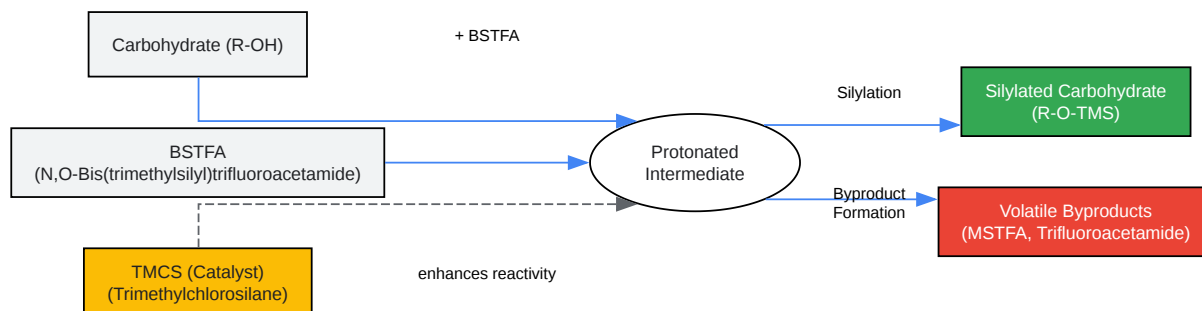 Carbohydrate (R-OH)
+ BSTFA
BSTFA
(N,O-Bis(trimethylsilyl)trifluoroacetamide)
TMCS (Catalyst)
(Trimethylchlorosilane)
enhances reactivity
Protonated
Intermediate
Silylation
Byproduct
Formation
Silylated Carbohydrate
(R-O-TMS)
Volatile Byproducts
(MSTFA, Trifluoroacetamide)